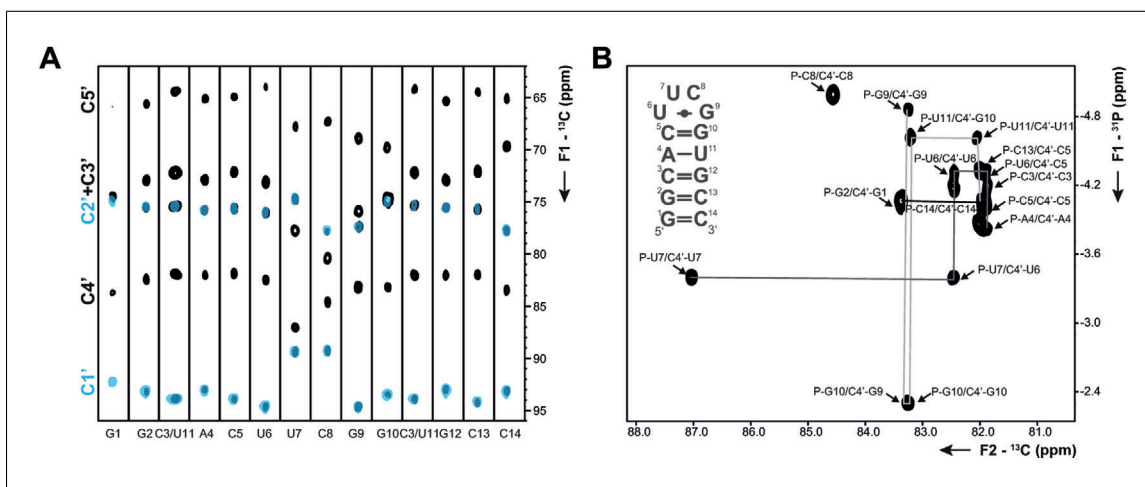 A
C5'
C2'+C3'
C4'
C1'
65
70
75
80
85
90
95
F1 - ¹³C (ppm)
G1
G2
C3/U11
A4
C5
U6
U7
C8
G9
G10
C3/U11
G12
C13
C14
B
⁷U C⁸
⁶U G⁹
⁵C=G¹⁰
⁴A–U¹¹
³C=G¹²
²G=C¹³
¹G=C¹⁴
5' 3'
P-C8/C4'-C8
P-G9/C4'-G9
P-U11/C4'-G10
P-U11/C4'-U11
P-C13/C4'-C5
P-U6/C4'-U6
P-U6/C4'-C5
P-C3/C4'-C3
P-G2/C4'-G1
P-C14/C4'-C14
P-C5/C4'-C5
P-A4/C4'-A4
P-U7/C4'-U7
P-U7/C4'-U6
P-G10/C4'-G9
P-G10/C4'-G10
-4.8
-4.2
-3.6
-3.0
-2.4
F1 - ³¹P (ppm)
88.0
87.0
86.0
85.0
84.0
83.0
82.0
81.0
F2 - ¹³C (ppm)